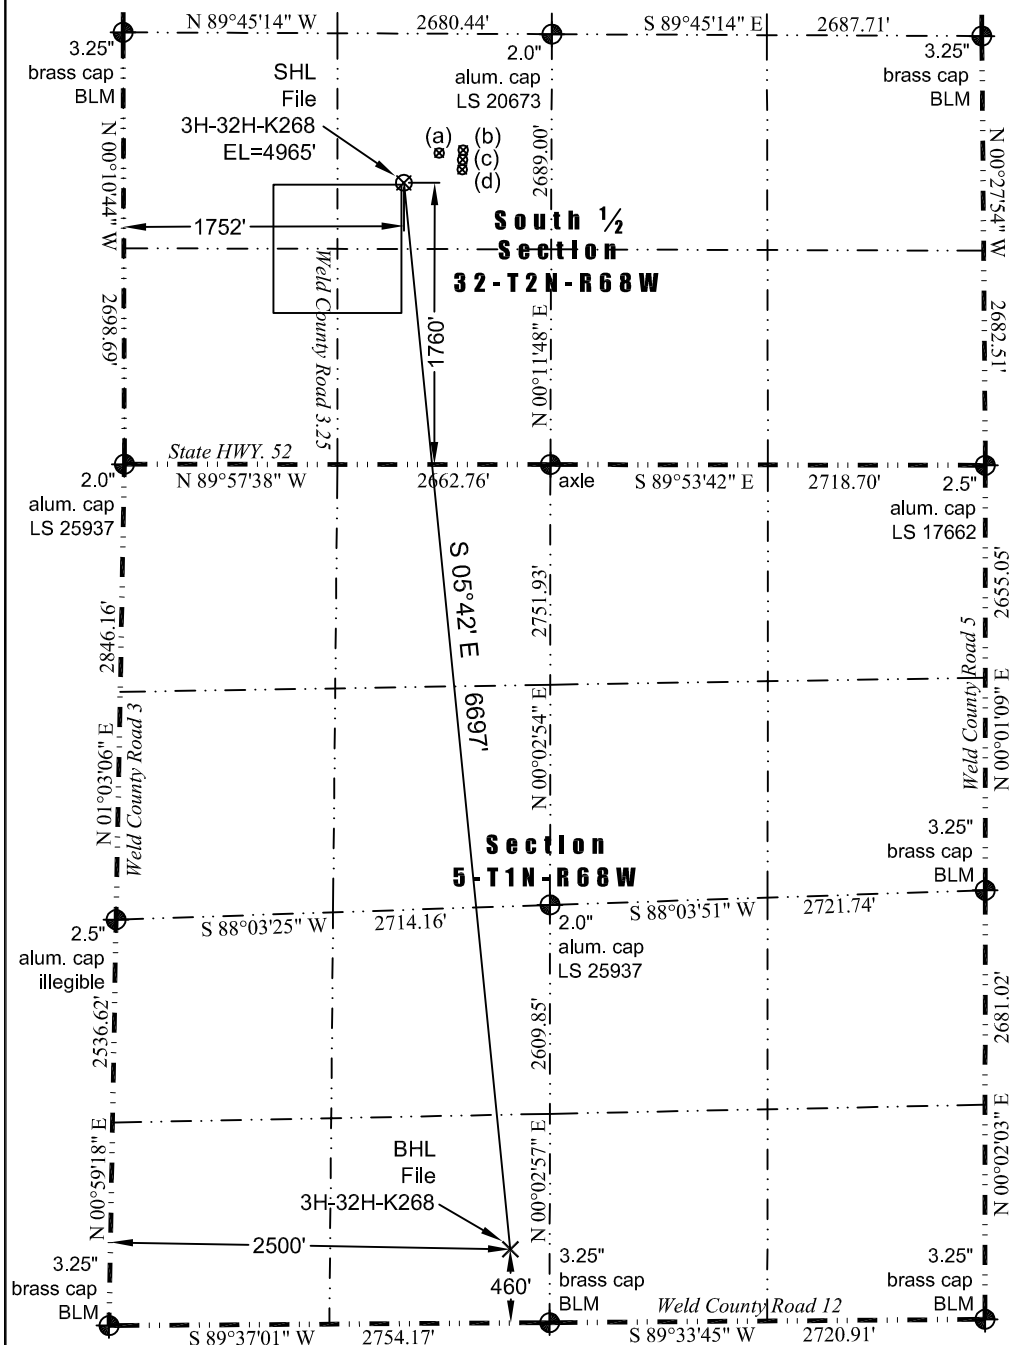 N 89°45'14" W
2680.44'
S 89°45'14" E
2687.71'
3.25"
brass cap
BLM
SHL
File
3H-32H-K268
EL=4965'
2.0"
alum. cap
LS 20673
3.25"
brass cap
BLM
(a)
(b)
(c)
(d)
N 00°10'44" W
2698.69'
2689.00'
N 00°11'48" E
N 00°27'54" W
2682.51'
1752'
1760'
South ½
Section
32-T2N-R68W
Weld County Road 3.25
State HWY. 52
N 89°57'38" W
2662.76'
axle
S 89°53'42" E
2718.70'
2.0"
alum. cap
LS 25937
2.5"
alum. cap
LS 17662
S 05°42' E 6697'
2846.16'
N 01°03'06" E
Weld County Road 3
2751.93'
N 00°02'54" E
2655.05'
N 00°01'09" E
Weld County Road 5
Section
5-T1N-R68W
3.25"
brass cap
BLM
S 88°03'25" W
2714.16'
S 88°03'51" W
2721.74'
2.5"
alum. cap
illegible
2.0"
alum. cap
LS 25937
2536.62'
N 00°59'18" E
2609.85'
N 00°02'57" E
2681.02'
N 00°02'03" E
BHL
File
3H-32H-K268
2500'
460'
3.25"
brass cap
BLM
3.25"
brass cap
BLM
3.25"
brass cap
BLM
Weld County Road 12
S 89°37'01" W
2754.17'
S 89°33'45" W
2720.91'